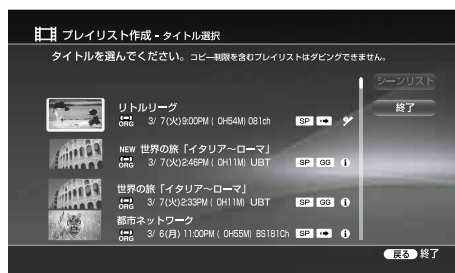 プレイリスト作成 - タイトル選択
タイトルを選んでください。コピー制限を含むプレイリストはダビングできません。
シーンリスト
終了
リトルリーグ
ORG 3/ 7(火)9:00PM ( 0H54M) 081ch SP
NEW 世界の旅「イタリア～ローマ」
ORG 3/ 7(火)2:46PM ( 0H11M) UBT SP GG
世界の旅「イタリア～ローマ」
ORG 3/ 7(火)2:33PM ( 0H11M) UBT SP GG
都市ネットワーク
ORG 3/ 6(月) 11:00PM ( 0H55M) BS181Ch SP
戻る 終了